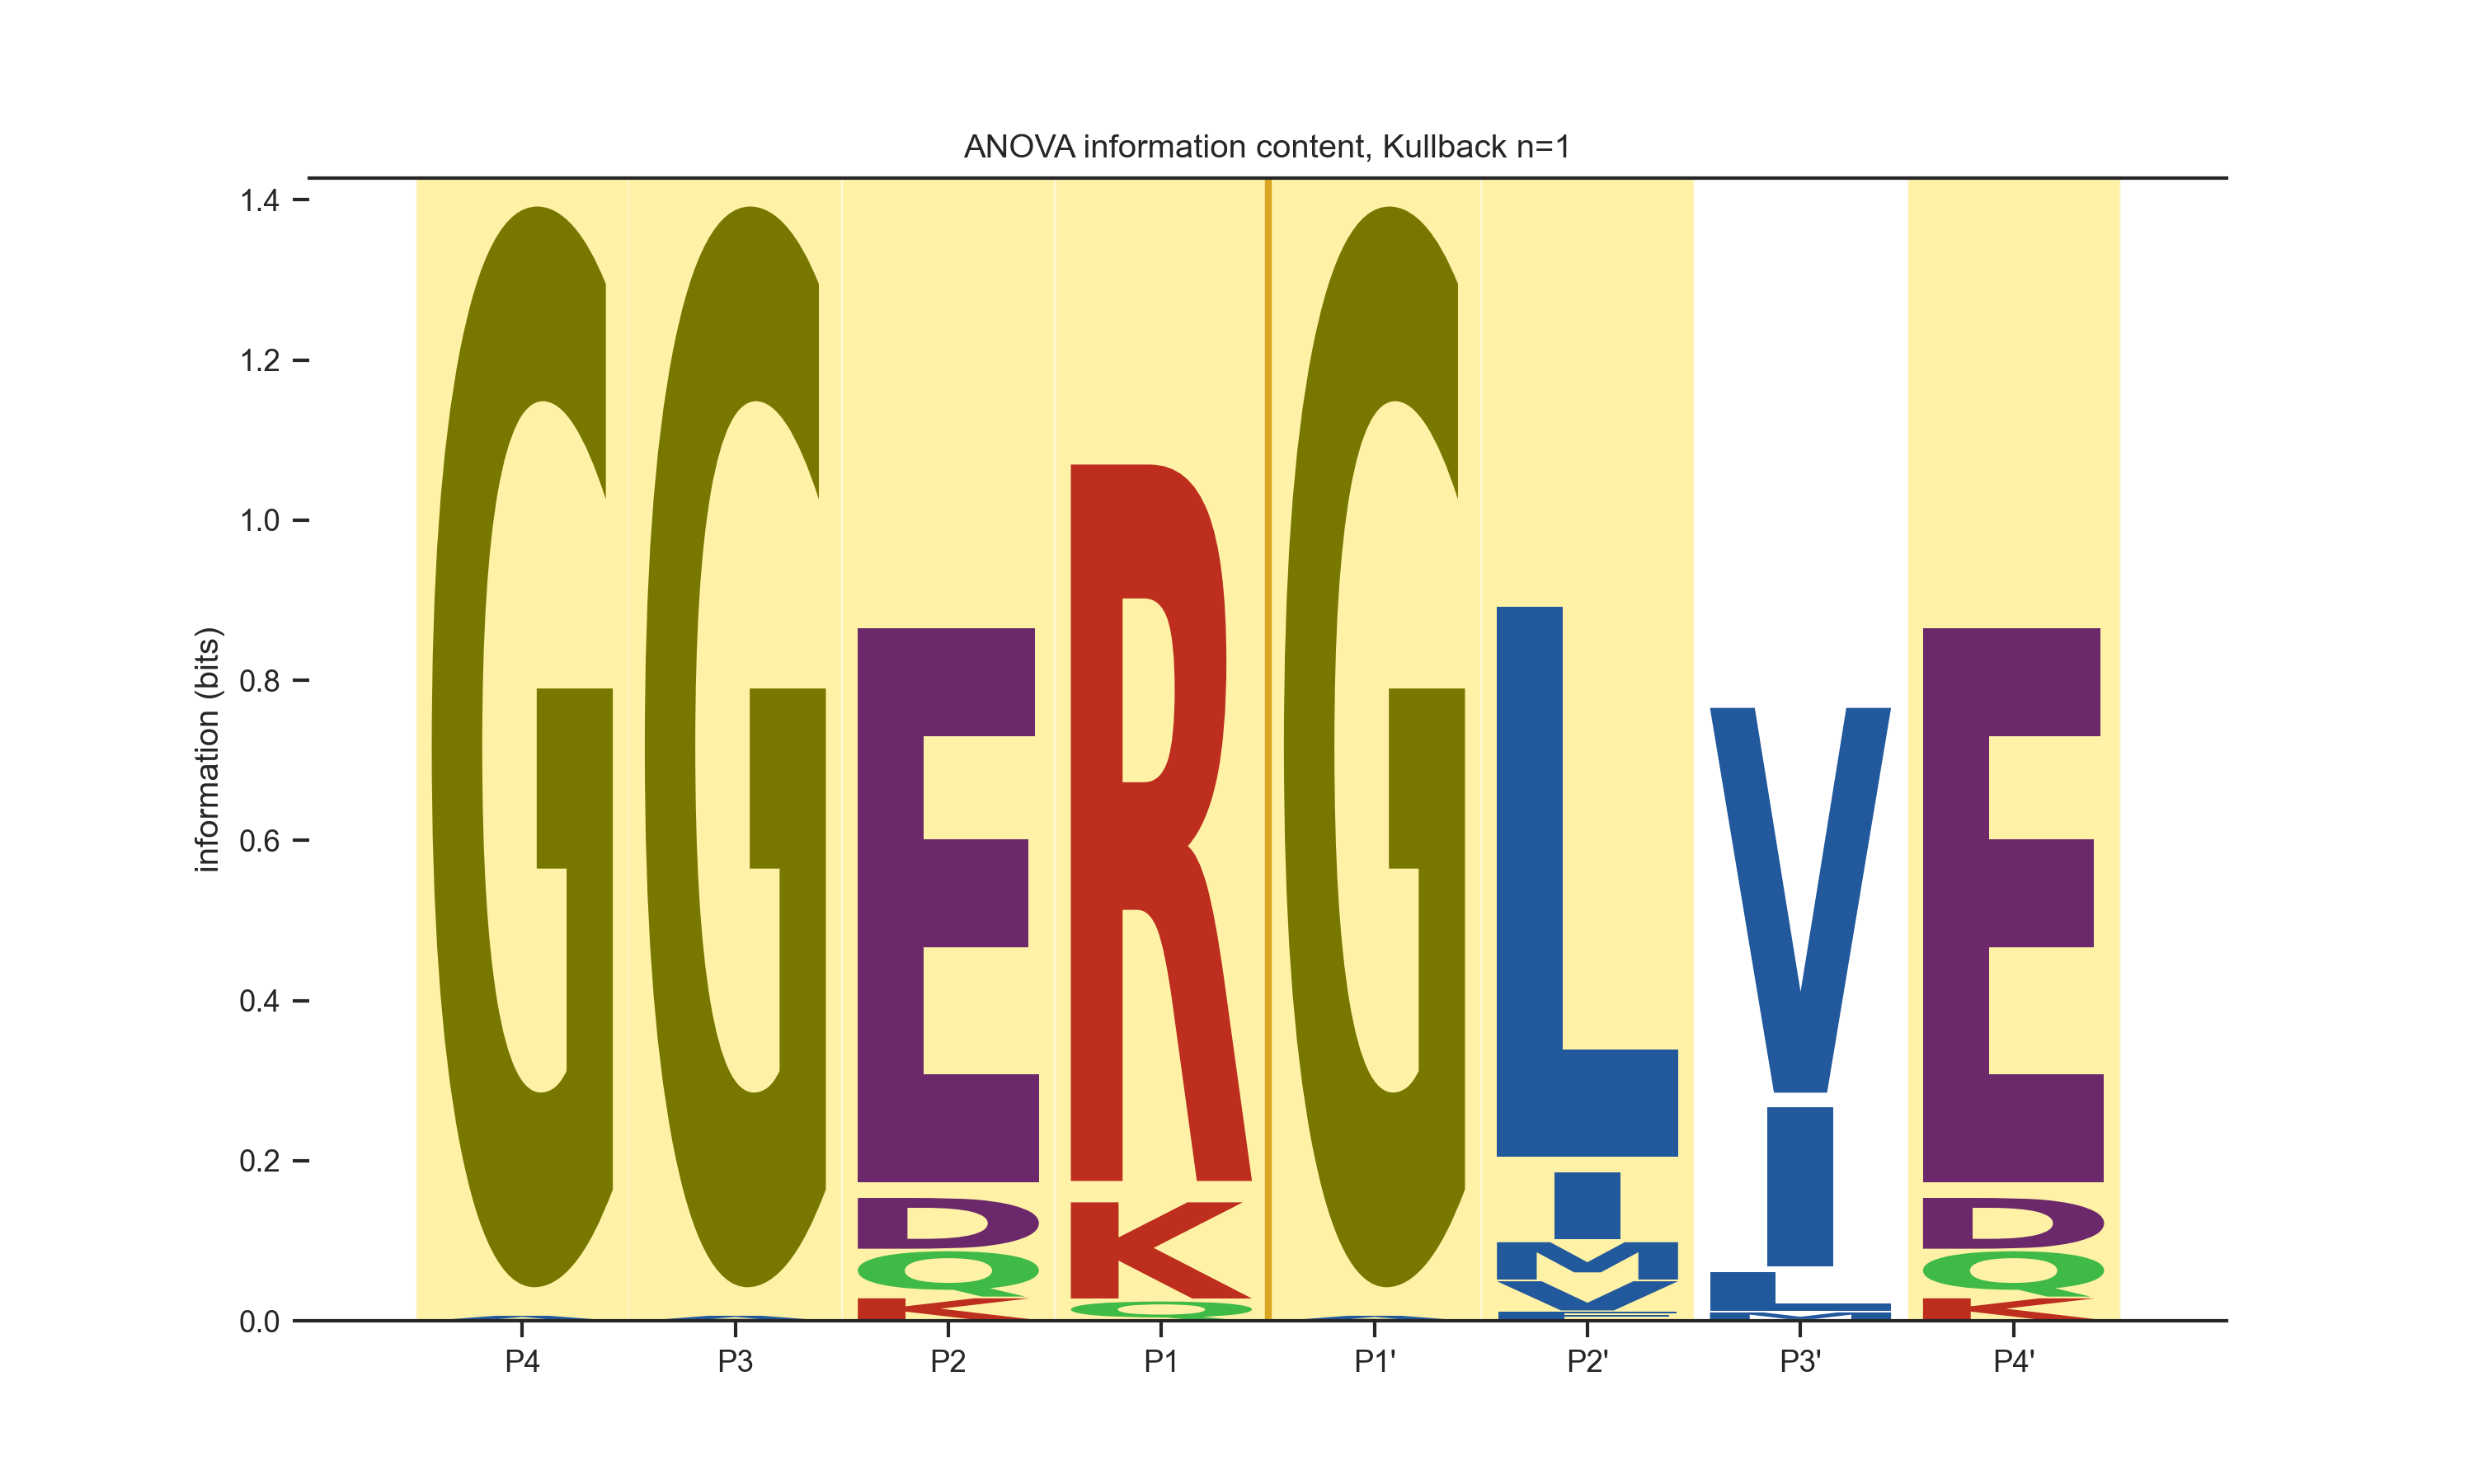 ANOVA information content, Kullback n=1
1.4
1.2
1.0
0.8
0.6
0.4
0.2
0.0
information (bits)
G G E R G L V E
D K I I D
Q Q M L Q
K V K
P4 P3 P2 P1 P1' P2' P3' P4'